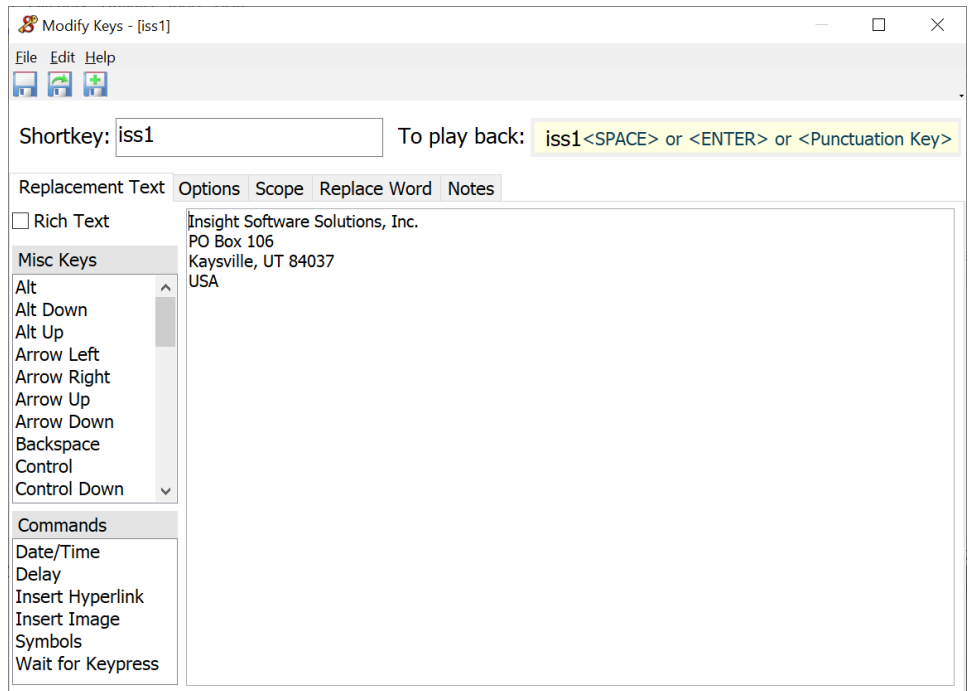 Modify Keys - [iss1]
File Edit Help
Shortkey: iss1 To play back: iss1<SPACE> or <ENTER> or <Punctuation Key>
Replacement Text Options Scope Replace Word Notes
Rich Text
Misc Keys
Alt
Alt Down
Alt Up
Arrow Left
Arrow Right
Arrow Up
Arrow Down
Backspace
Control
Control Down
Commands
Date/Time
Delay
Insert Hyperlink
Insert Image
Symbols
Wait for Keypress
Insight Software Solutions, Inc.
PO Box 106
Kaysville, UT 84037
USA